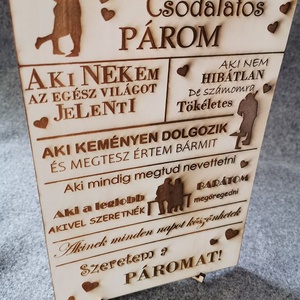 Csodálatos
PÁROM
AKI NEKEM
AZ EGÉSZ VILÁGOT
JELENTI
AKI NEM
HIBÁTLAN
De számomra
Tökéletes
AKI KEMÉNYEN DOLGOZIK
ÉS MEGTESZ ÉRTEM BÁRMIT
Aki mindig megtud nevettetni
Aki a legjobb
AKIVEL SZERETNÉK
BARÁTOM
megöregedni
Akinek minden napot köszönhetek
Szeretem a
PÁROMAT!